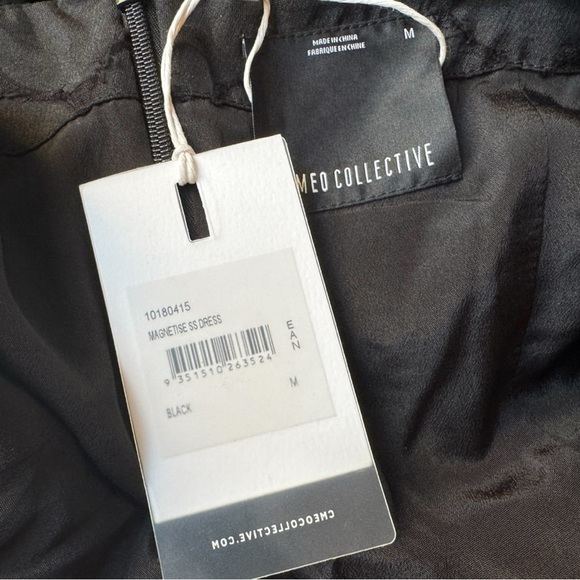 MADE IN CHINA
FABRIQUE EN CHINE
M
MEO COLLECTIVE
10180415
MAGNETISE SS DRESS
9 351510 263524
EAN
BLACK
M
CMEOCOLLECTIVE.COM